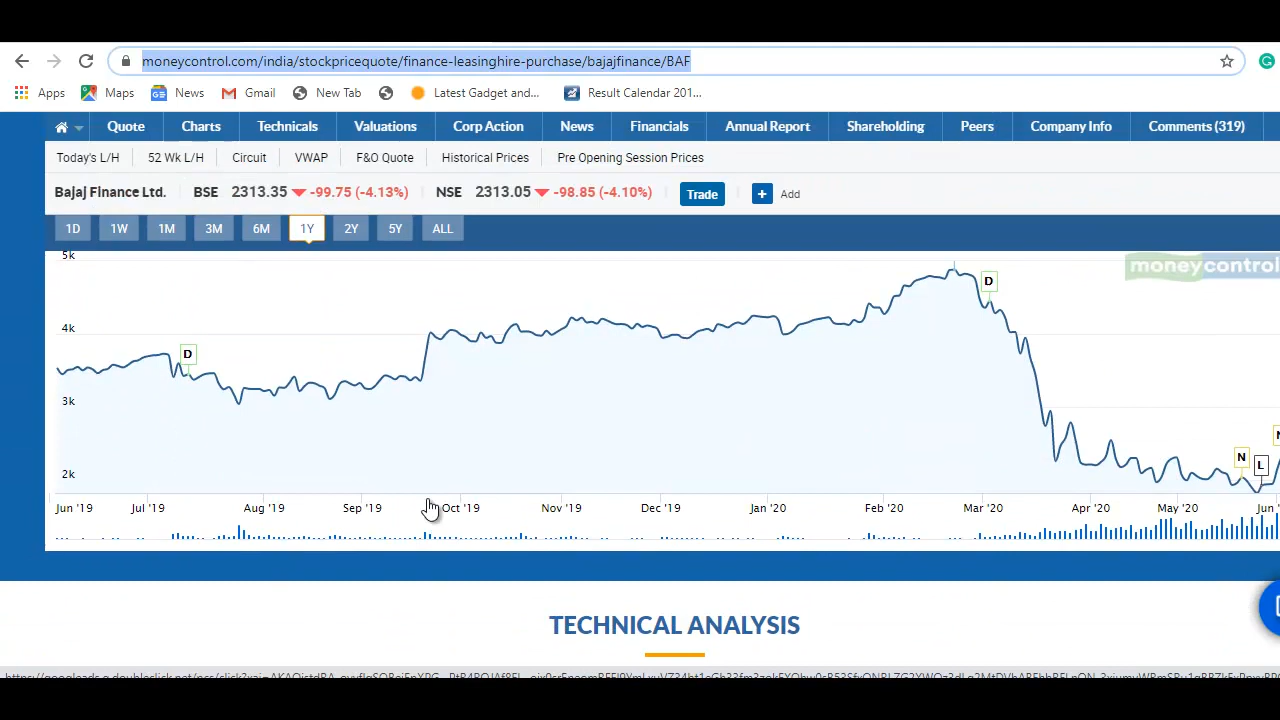 moneycontrol.com/india/stockpricequote/finance-leasinghire-purchase/bajajfinance/BAF
Apps Maps News Gmail New Tab Latest Gadget and... Result Calendar 201...
Quote Charts Technicals Valuations Corp Action News Financials Annual Report Shareholding Peers Company Info Comments (319)
Today's L/H 52 Wk L/H Circuit VWAP F&O Quote Historical Prices Pre Opening Session Prices
Bajaj Finance Ltd. BSE 2313.35 -99.75 (-4.13%) NSE 2313.05 -98.85 (-4.10%) Trade + Add
1D 1W 1M 3M 6M 1Y 2Y 5Y ALL
5k
moneycontrol
D
4k
D
3k
N
N L
2k
Jun '19 Jul '19 Aug '19 Sep '19 Oct '19 Nov '19 Dec '19 Jan '20 Feb '20 Mar '20 Apr '20 May '20 Jun
TECHNICAL ANALYSIS